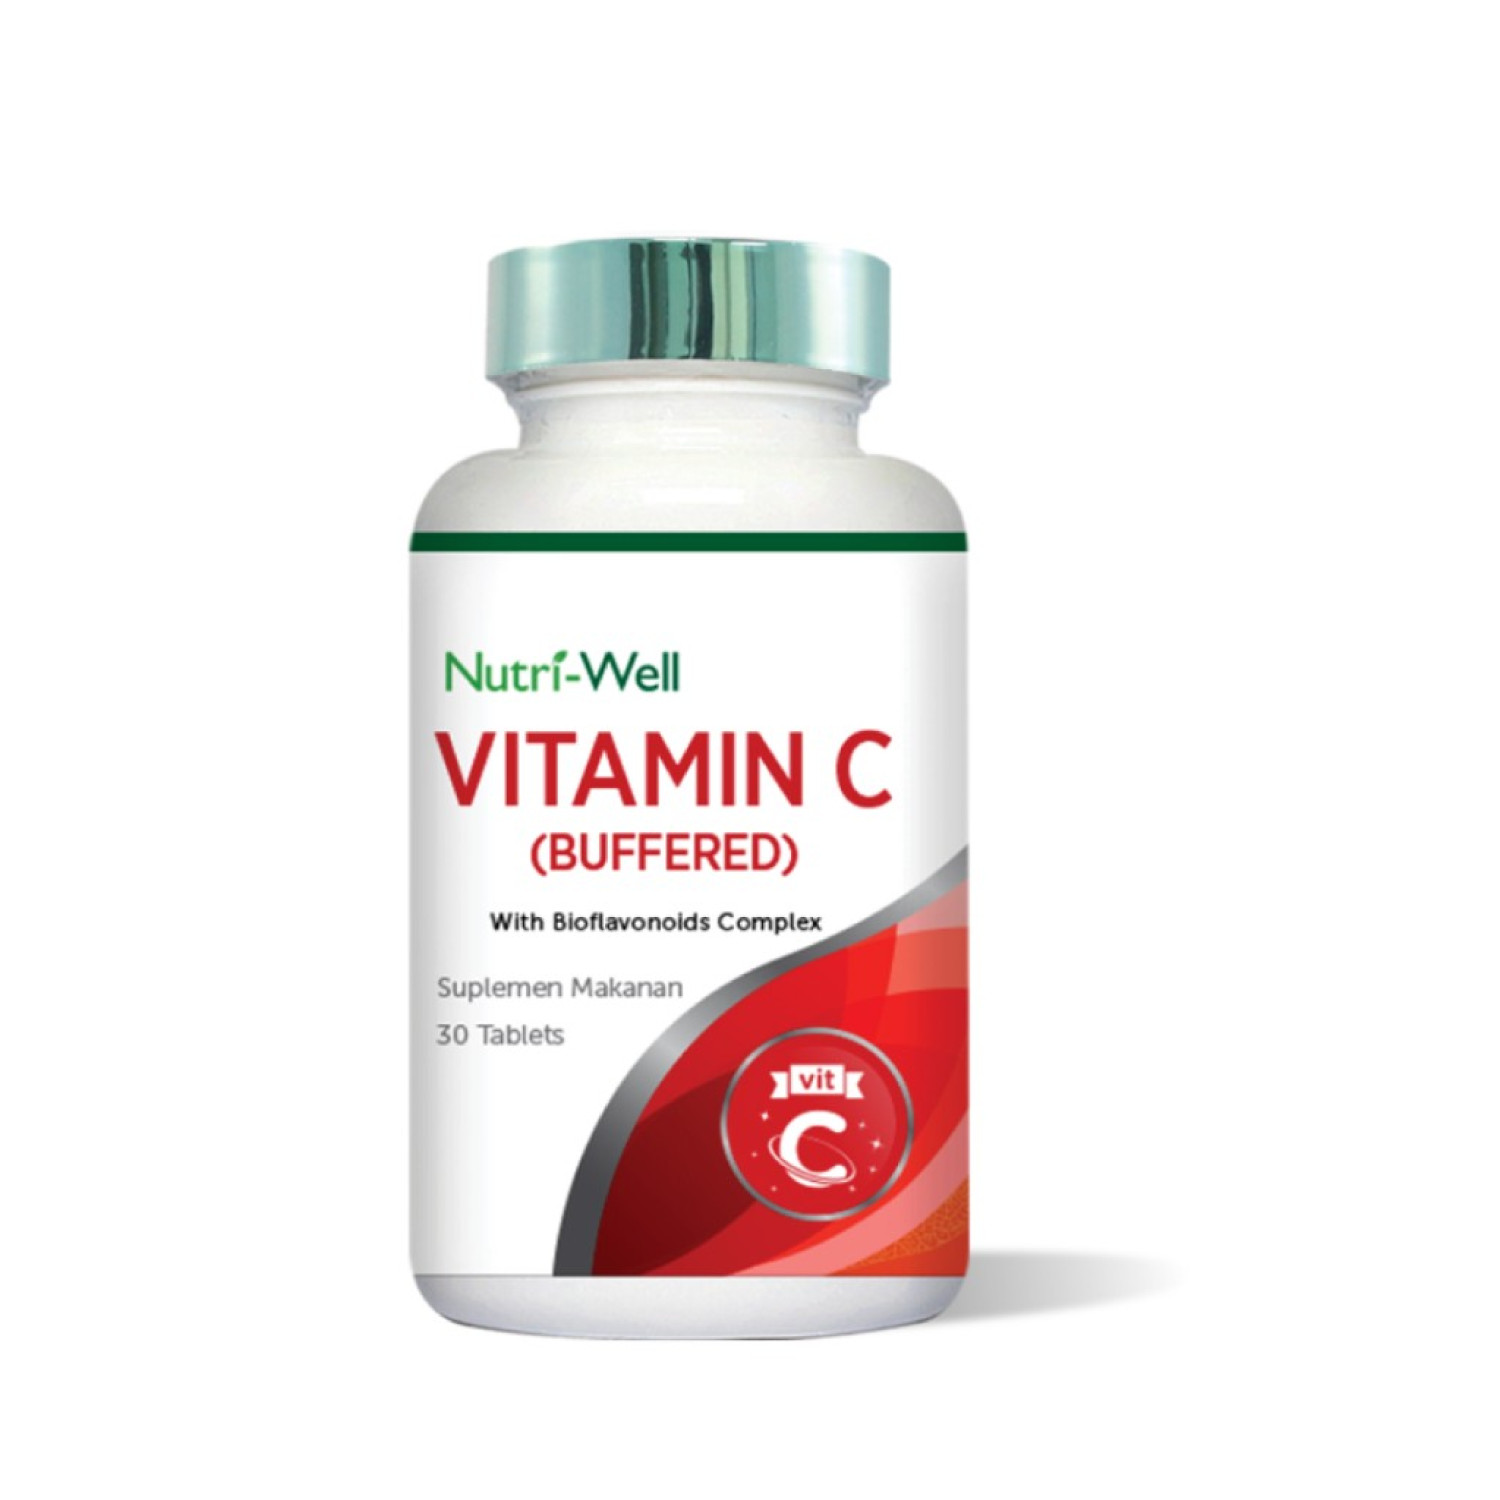 Nutri-Well
VITAMIN C
(BUFFERED)
With Bioflavonoids Complex
Suplemen Makanan
30 Tablets
vit
C